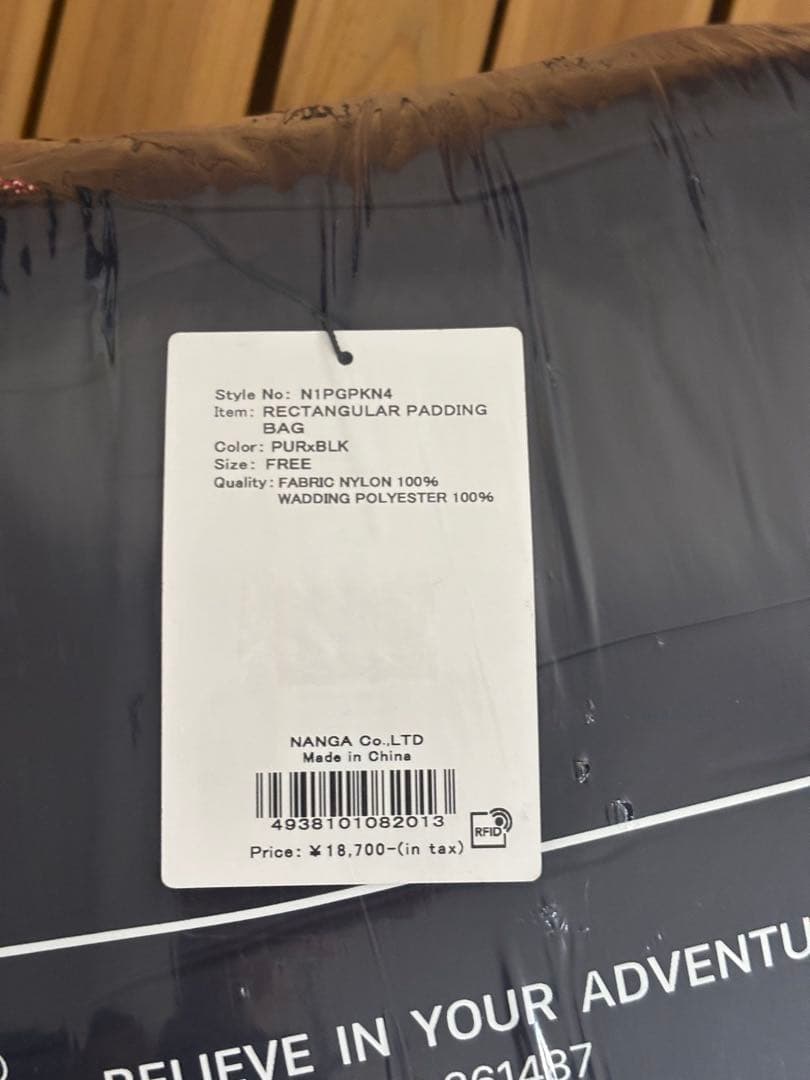 Style No: N1PGPKN4
Item: RECTANGULAR PADDING
BAG
Color: PURxBLK
Size: FREE
Quality: FABRIC NYLON 100%
WADDING POLYESTER 100%
NANGA Co.,LTD
Made in China
4938101082013
RFID
Price: ¥18,700-(in tax)
BELIEVE IN YOUR ADVENTU